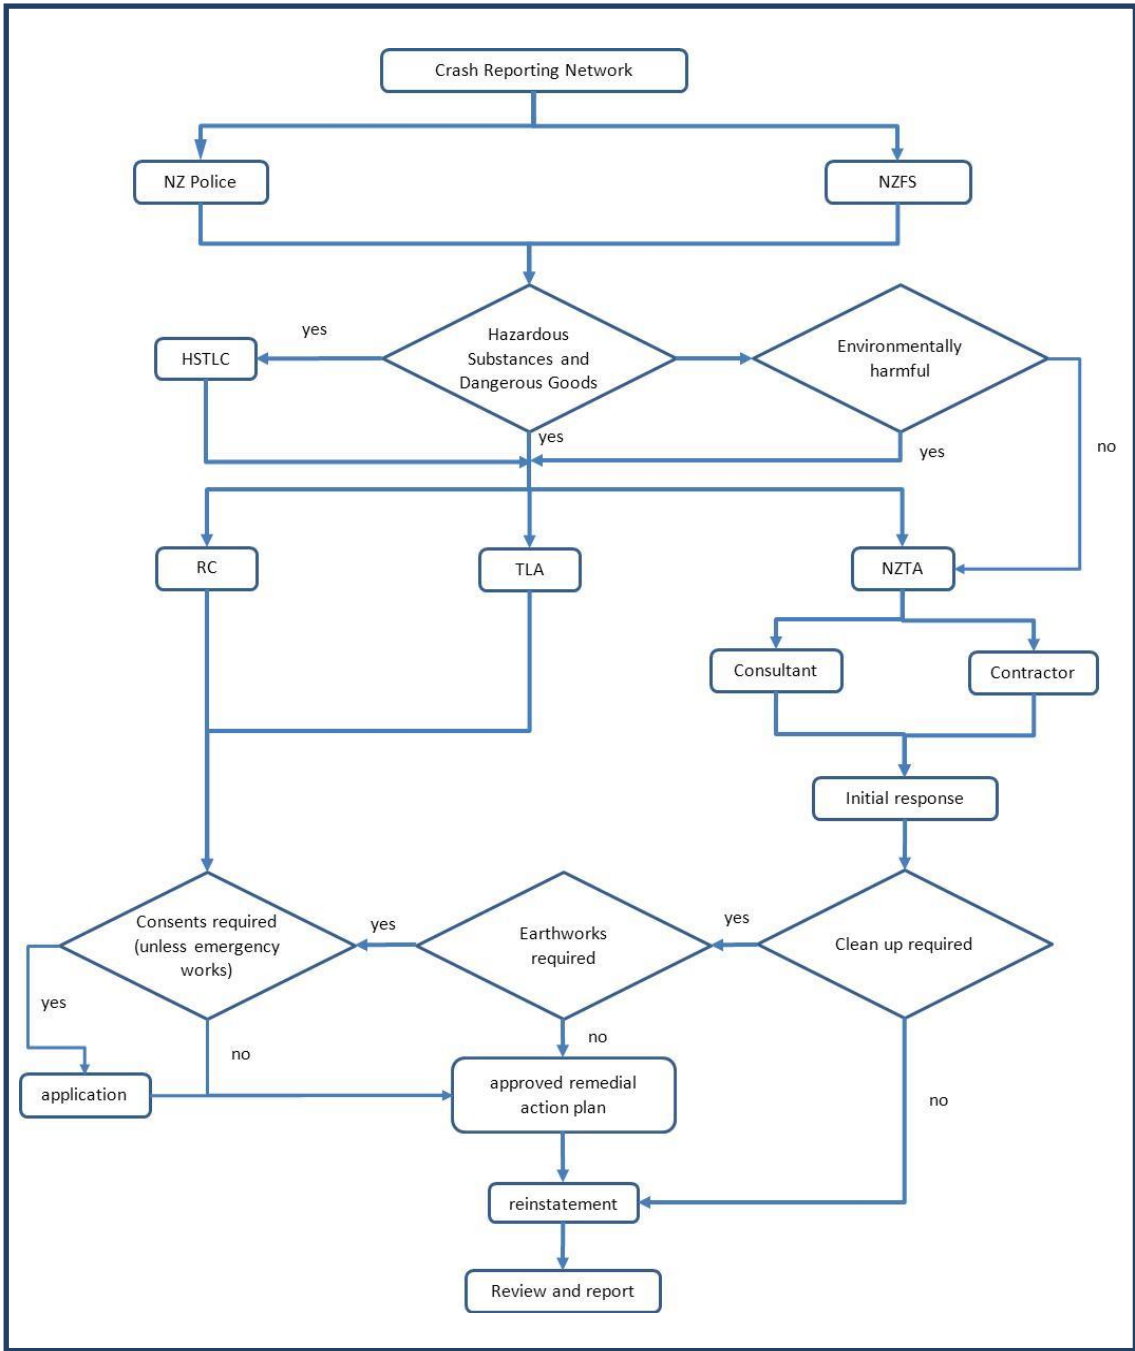 Crash Reporting Network
NZ Police
NZFS
Hazardous
Substances and
Dangerous Goods
yes
HSTLC
Environmentally
harmful
yes
yes
no
RC
TLA
NZTA
Consultant
Contractor
Initial response
Clean up required
yes
Earthworks
required
yes
Consents required
(unless emergency
works)
yes
no
no
no
application
approved remedial
action plan
reinstatement
Review and report